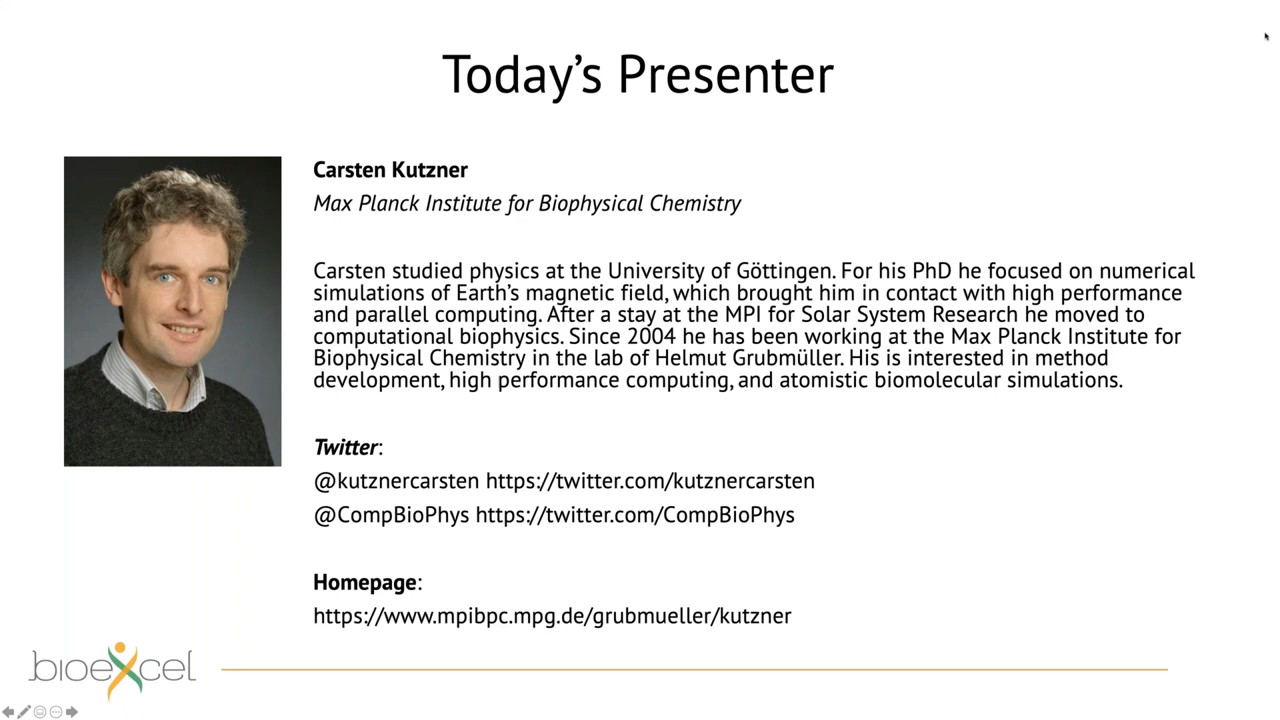 Today’s Presenter
Carsten Kutzner
Max Planck Institute for Biophysical Chemistry
Carsten studied physics at the University of Göttingen. For his PhD he focused on numerical
simulations of Earth’s magnetic field, which brought him in contact with high performance
and parallel computing. After a stay at the MPI for Solar System Research he moved to
computational biophysics. Since 2004 he has been working at the Max Planck Institute for
Biophysical Chemistry in the lab of Helmut Grubmüller. His is interested in method
development, high performance computing, and atomistic biomolecular simulations.
Twitter:
@kutznercarsten https://twitter.com/kutznercarsten
@CompBioPhys https://twitter.com/CompBioPhys
Homepage:
https://www.mpibpc.mpg.de/grubmueller/kutzner
bioexcel